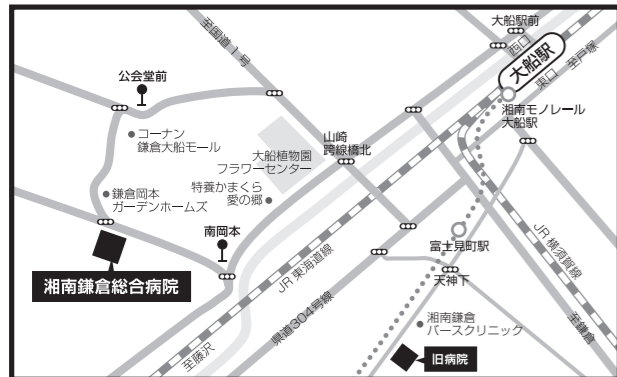 大船駅前
西口
大船駅
東口
至戸塚
至国道1号
公会堂前
湘南モノレール
大船駅
コーナン
鎌倉大船モール
山崎
跨線橋北
大船植物園
フラワーセンター
特養かまくら
愛の郷
鎌倉岡本
ガーデンホームズ
南岡本
富士見町駅
JR 横須賀線
JR 東海道線
天神下
湘南鎌倉総合病院
県道304号線
湘南鎌倉
バースクリニック
至鎌倉
至藤沢
旧病院